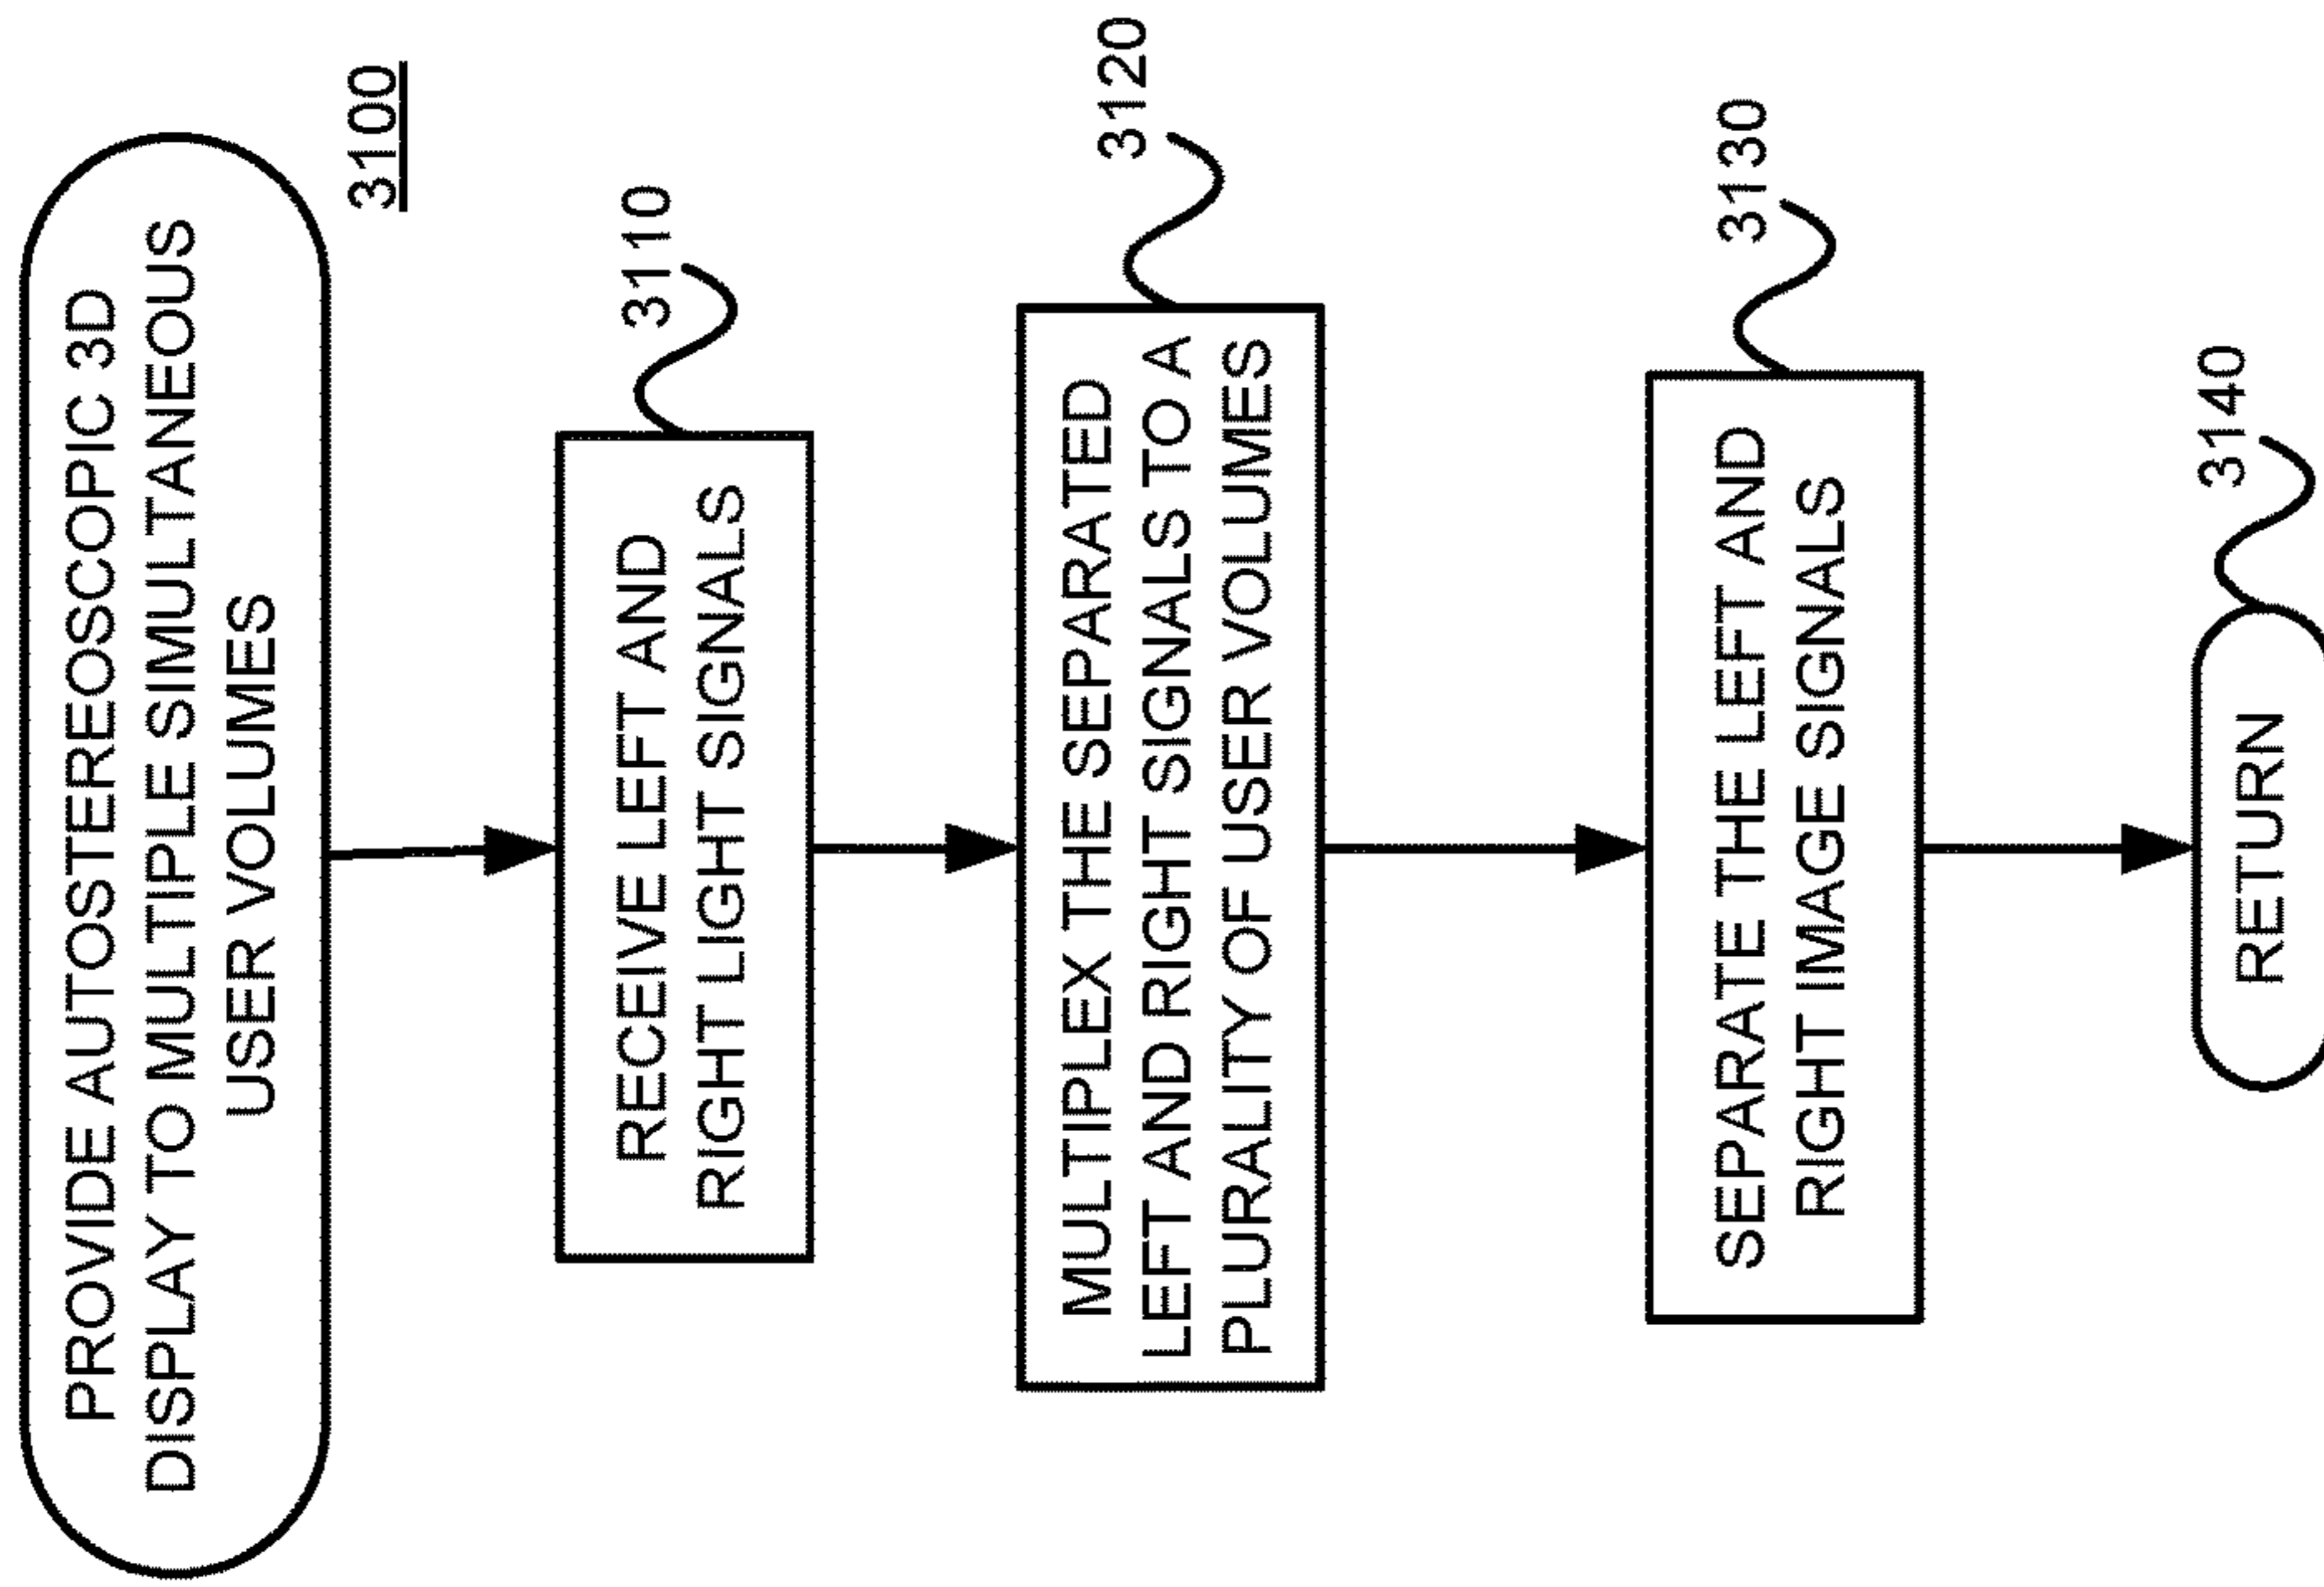 PROVIDE AUTOSTEREOSCOPIC 3D
DISPLAY TO MULTIPLE SIMULTANEOUS
USER VOLUMES
3100
RECEIVE LEFT AND
RIGHT LIGHT SIGNALS
3110
MULTIPLEX THE SEPARATED
LEFT AND RIGHT SIGNALS TO A
PLURALITY OF USER VOLUMES
3120
SEPARATE THE LEFT AND
RIGHT IMAGE SIGNALS
3130
RETURN
3140